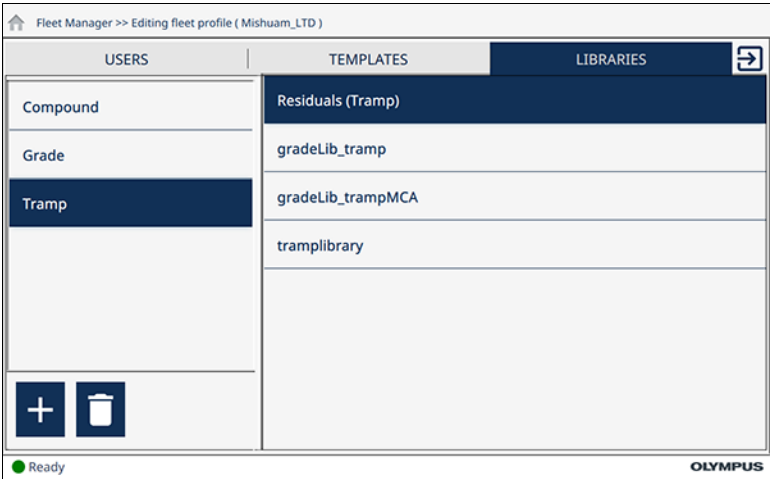 Fleet Manager >> Editing fleet profile ( Mishuam_LTD )
USERS
TEMPLATES
LIBRARIES
Compound
Grade
Tramp
Residuals (Tramp)
gradeLib_tramp
gradeLib_trampMCA
tramplibrary
Ready
OLYMPUS